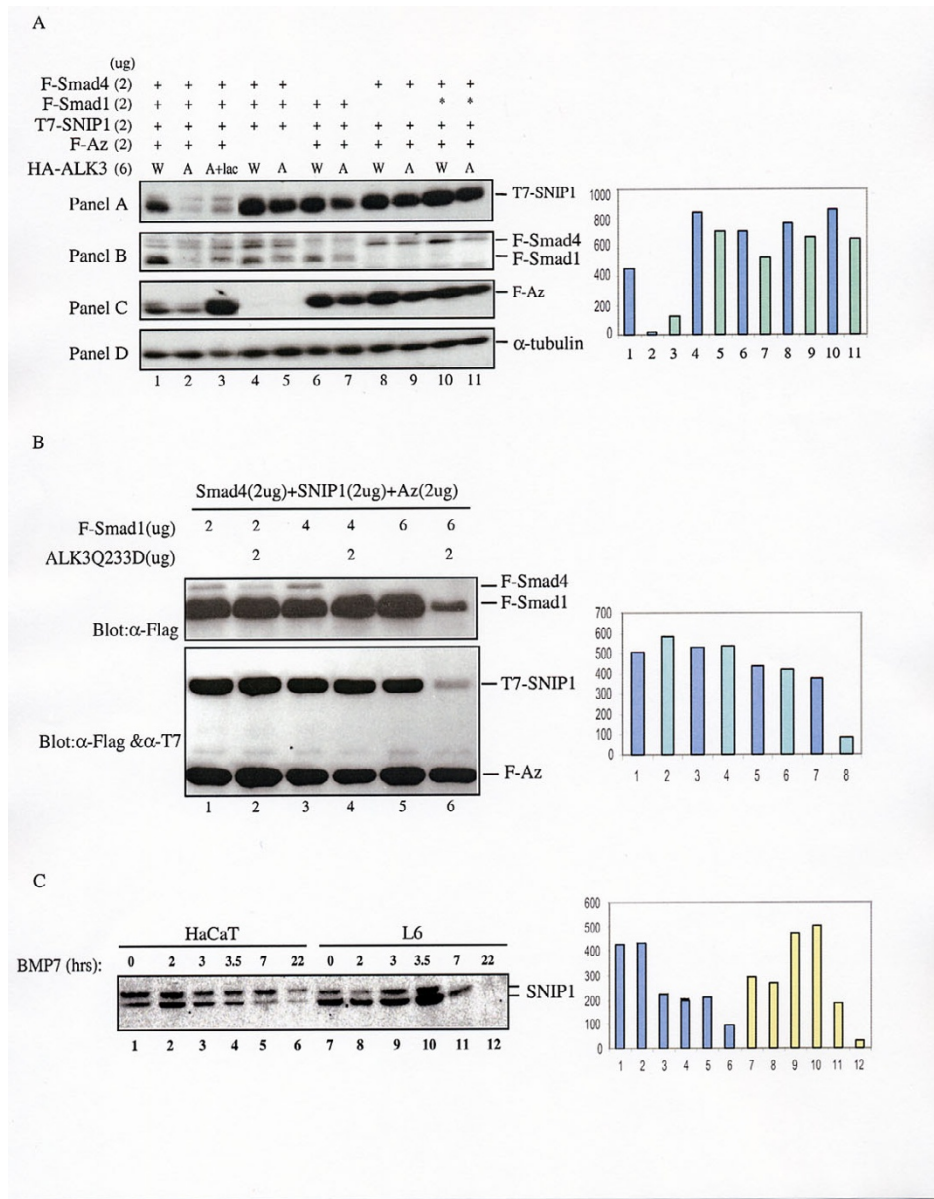 A
(ug)
F-Smad4 (2) + + + + + + + + +
F-Smad1 (2) + + + + + + + * *
T7-SNIP1 (2) + + + + + + + + + + +
F-Az (2) + + + + + + + + +
HA-ALK3 (6) W A A+lac W A W A W A W A
Panel A T7-SNIP1
Panel B F-Smad4
F-Smad1
Panel C F-Az
Panel D α-tubulin
1 2 3 4 5 6 7 8 9 10 11
1000
800
600
400
200
0
1 2 3 4 5 6 7 8 9 10 11
B
Smad4(2ug)+SNIP1(2ug)+Az(2ug)
F-Smad1(ug) 2 2 4 4 6 6
ALK3Q233D(ug) 2 2 2
F-Smad4
F-Smad1
Blot:α-Flag
T7-SNIP1
Blot:α-Flag &α-T7
F-Az
1 2 3 4 5 6
700
600
500
400
300
200
100
0
1 2 3 4 5 6 7 8
C
HaCaT L6
BMP7 (hrs): 0 2 3 3.5 7 22 0 2 3 3.5 7 22
SNIP1
1 2 3 4 5 6 7 8 9 10 11 12
600
500
400
300
200
100
0
1 2 3 4 5 6 7 8 9 10 11 12